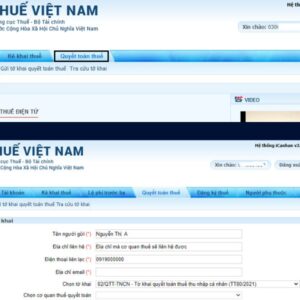 HUẾ VIỆT NAM
Hệ th
ng cục Thuế - Bộ Tài chính
ớc Cộng Hòa Xã Hội Chủ Nghĩa Việt Nam
Xin chào: 030
Kê khai thuế
Quyết toán thuế
Gửi tờ khai quyết toán thuế Tra cứu tờ khai
THUẾ ĐIỆN TỬ
VIDEO
HUẾ VIỆT NAM
Hệ thống iCanhan v2.
cục Thuế - Bộ Tài chính
Cộng Hòa Xã Hội Chủ Nghĩa Việt Nam
Xin chào:
Đăng xuấ
Tài khoản
Kê khai thuế
Lệ phí trước bạ
Quyết toán thuế
Đăng ký thuế
Người phụ thuộc
tờ khai quyết toán thuế Tra cứu tờ khai
khai
Tên người gửi (*) Nguyễn Thị A
Địa chỉ liên hệ (*) Địa chỉ mà cơ quan thuế sẽ liên hệ được
Điện thoại liên lạc (*) 0919000000
Địa chỉ email (*)
Chọn tờ khai 02/QTT-TNCN - Tờ khai quyết toán thuế thu nhập cá nhân (TT80/2021)
Chọn cơ quan thuế quyết toán